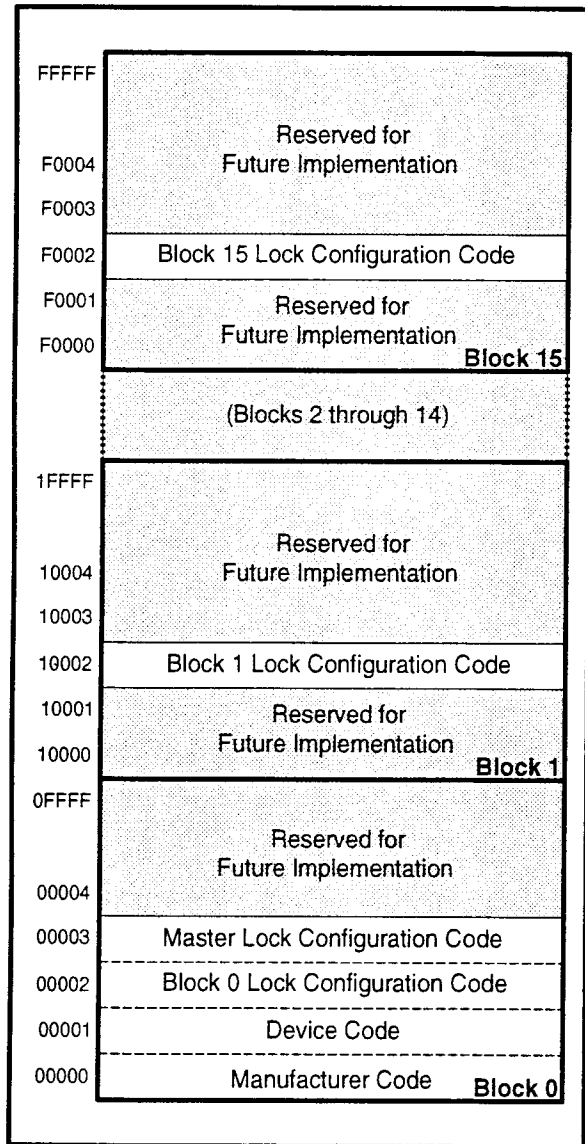 FFFFF
Reserved for
F0004
Future Implementation
F0003
F0002
Block 15 Lock Configuration Code
F0001
Reserved for
F0000
Future Implementation
Block 15
(Blocks 2 through 14)
1FFFF
Reserved for
10004
Future Implementation
10003
19002
Block 1 Lock Configuration Code
10001
Reserved for
10000
Future Implementation
Block 1
0FFFF
Reserved for
Future Implementation
00004
00003
Master Lock Configuration Code
00002
Block 0 Lock Configuration Code
00001
Device Code
00000
Manufacturer Code
Block 0